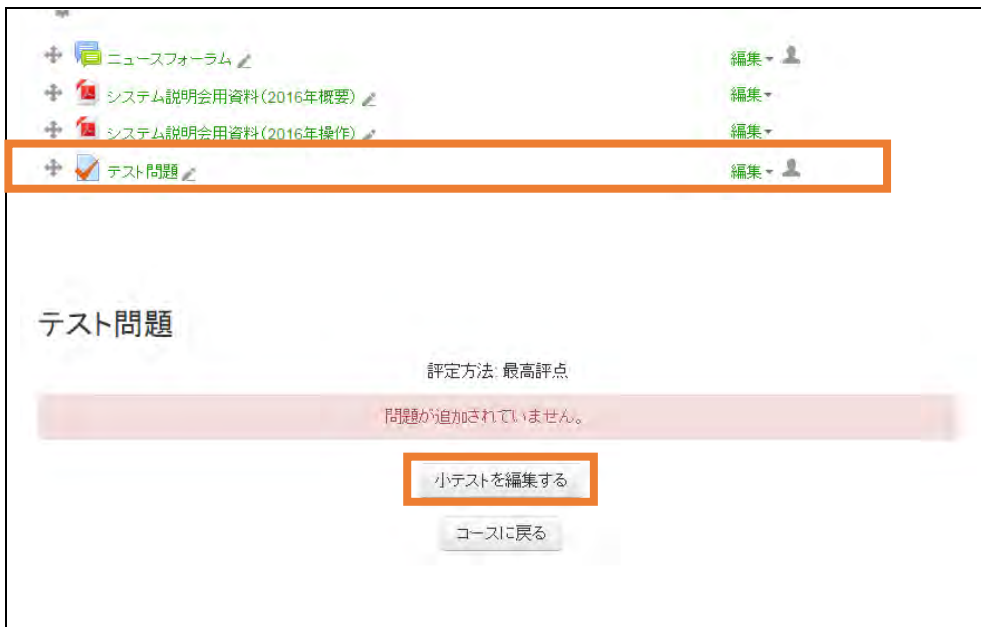 ニュースフォーラム 編集
システム説明会用資料(2016年概要) 編集
システム説明会用資料(2016年操作) 編集
テスト問題 編集
テスト問題
評定方法: 最高評点
問題が追加されていません。
小テストを編集する
コースに戻る